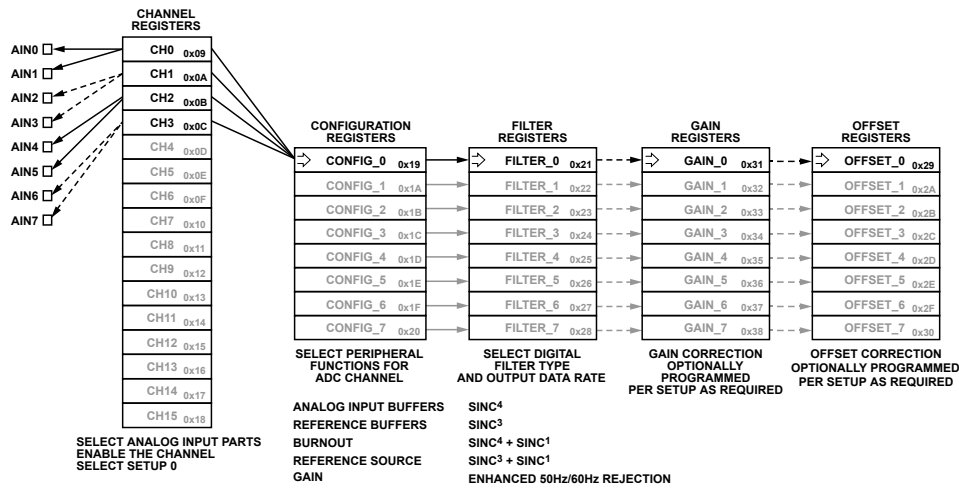 CHANNEL
REGISTERS
AIN0
AIN1
AIN2
AIN3
AIN4
AIN5
AIN6
AIN7
CH0 0x09
CH1 0x0A
CH2 0x0B
CH3 0x0C
CH4 0x0D
CH5 0x0E
CH6 0x0F
CH7 0x10
CH8 0x11
CH9 0x12
CH10 0x13
CH11 0x14
CH12 0x15
CH13 0x16
CH14 0x17
CH15 0x18
SELECT ANALOG INPUT PARTS
ENABLE THE CHANNEL
SELECT SETUP 0
CONFIGURATION
REGISTERS
CONFIG_0 0x19
CONFIG_1 0x1A
CONFIG_2 0x1B
CONFIG_3 0x1C
CONFIG_4 0x1D
CONFIG_5 0x1E
CONFIG_6 0x1F
CONFIG_7 0x20
SELECT PERIPHERAL
FUNCTIONS FOR
ADC CHANNEL
ANALOG INPUT BUFFERS
REFERENCE BUFFERS
BURNOUT
REFERENCE SOURCE
GAIN
FILTER
REGISTERS
FILTER_0 0x21
FILTER_1 0x22
FILTER_2 0x23
FILTER_3 0x24
FILTER_4 0x25
FILTER_5 0x26
FILTER_6 0x27
FILTER_7 0x28
SELECT DIGITAL
FILTER TYPE
AND OUTPUT DATA RATE
SINC4
SINC3
SINC4 + SINC1
SINC3 + SINC1
ENHANCED 50Hz/60Hz REJECTION
GAIN
REGISTERS
GAIN_0 0x31
GAIN_1 0x32
GAIN_2 0x33
GAIN_3 0x34
GAIN_4 0x35
GAIN_5 0x36
GAIN_6 0x37
GAIN_7 0x38
GAIN CORRECTION
OPTIONALLY
PROGRAMMED
PER SETUP AS REQUIRED
OFFSET
REGISTERS
OFFSET_0 0x29
OFFSET_1 0x2A
OFFSET_2 0x2B
OFFSET_3 0x2C
OFFSET_4 0x2D
OFFSET_5 0x2E
OFFSET_6 0x2F
OFFSET_7 0x30
OFFSET CORRECTION
OPTIONALLY PROGRAMMED
PER SETUP AS REQUIRED